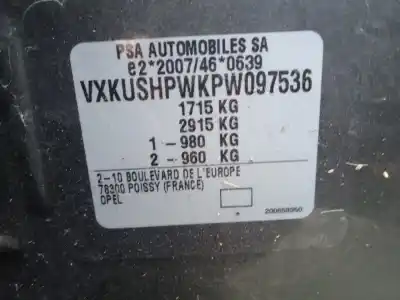 PSA AUTOMOBILES SA
e2*2007/46*0639
VXKUSHPWKPW097536
1715 KG
2915 KG
1 - 980 KG
2 - 960 KG
2-10 BOULEVARD DE L'EUROPE
78300 POISSY (FRANCE)
OPEL